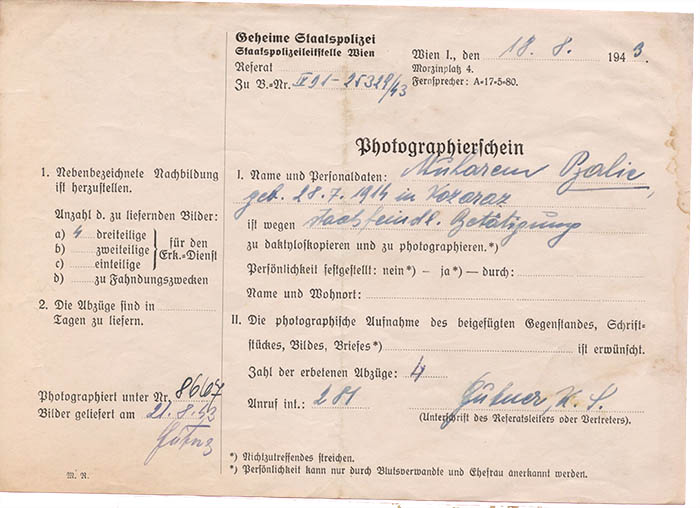 Geheime Staatspolizei
Staatspolizeileitstelle Wien
Referat
Zu B.=Nr. 2532g/43
Wien I., den 18. 8. 1943.
Morzinplatz 4.
Fernsprecher: A=17=5=80.
Photographierschein
1. Nebenbezeichnete Nachbildung
ist herzustellen.
Anzahl d. zu liefernden Bilder:
a) 4 dreiteilige
b) zweiteilige
c) einteilige
für den
Erk.=Dienst
d) zu Fahndungszwecken
2. Die Abzüge sind in
Tagen zu liefern.
Photographiert unter Nr. 8667
Bilder geliefert am 21.8.43
M. R.
I. Name und Personaldaten: Muharem
geb. 28.7.1914 in Kozarac
ist wegen staatsfeindl. Betätigung
zu daktyloskopieren und zu photographieren.*)
Persönlichkeit festgestellt: nein*) – ja*) – durch:
Name und Wohnort:
II. Die photographische Aufnahme des beigefügten Gegenstandes, Schrift=
stückes, Bildes, Briefes*) ist erwünscht.
Zahl der erbetenen Abzüge: 4
Anruf int.: 281
(Unterschrift des Referatsleiters oder Vertreters).
*) Nichtzutreffendes streichen.
*) Persönlichkeit kann nur durch Blutsverwandte und Ehefrau anerkannt werden.